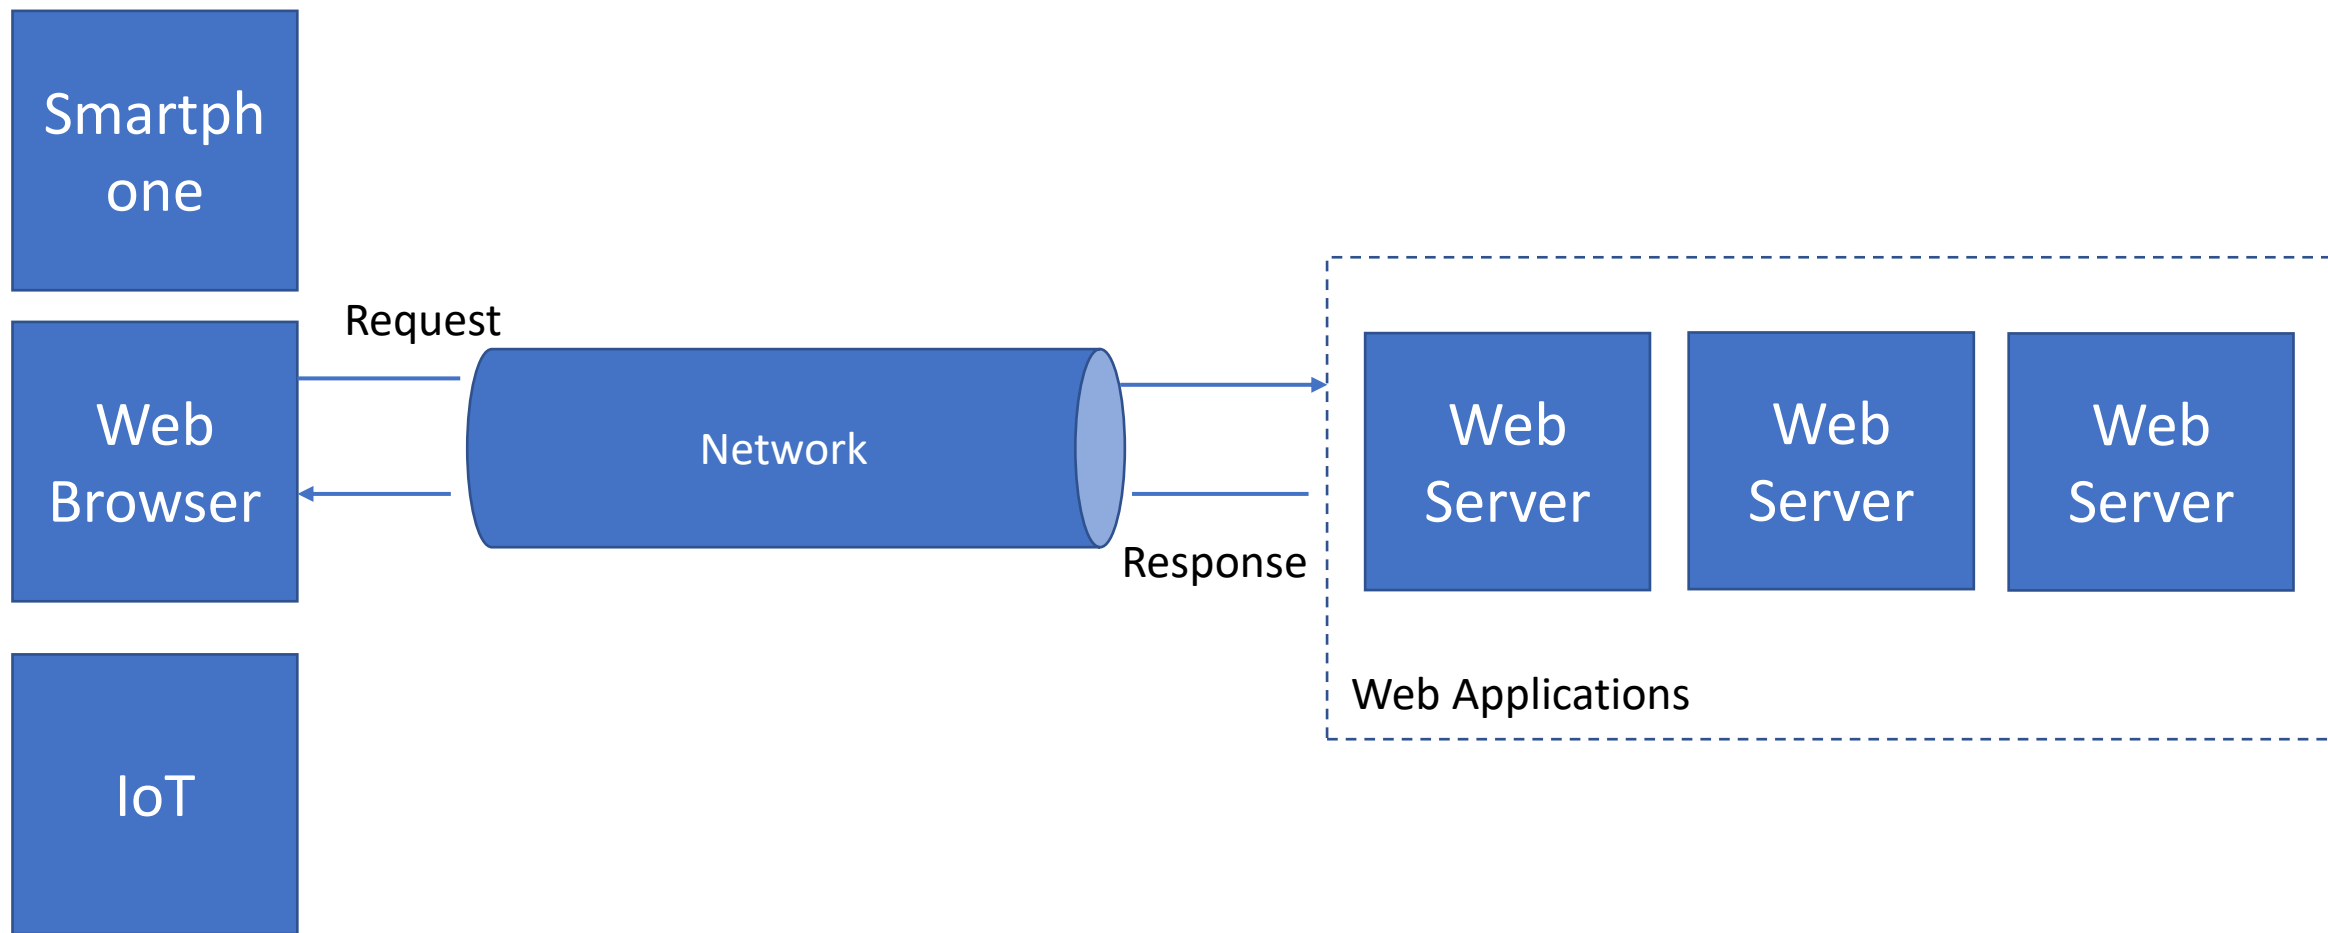 Smartph
one
Request
Web
Browser
Network
Response
IoT
Web
Server
Web
Server
Web
Server
Web Applications